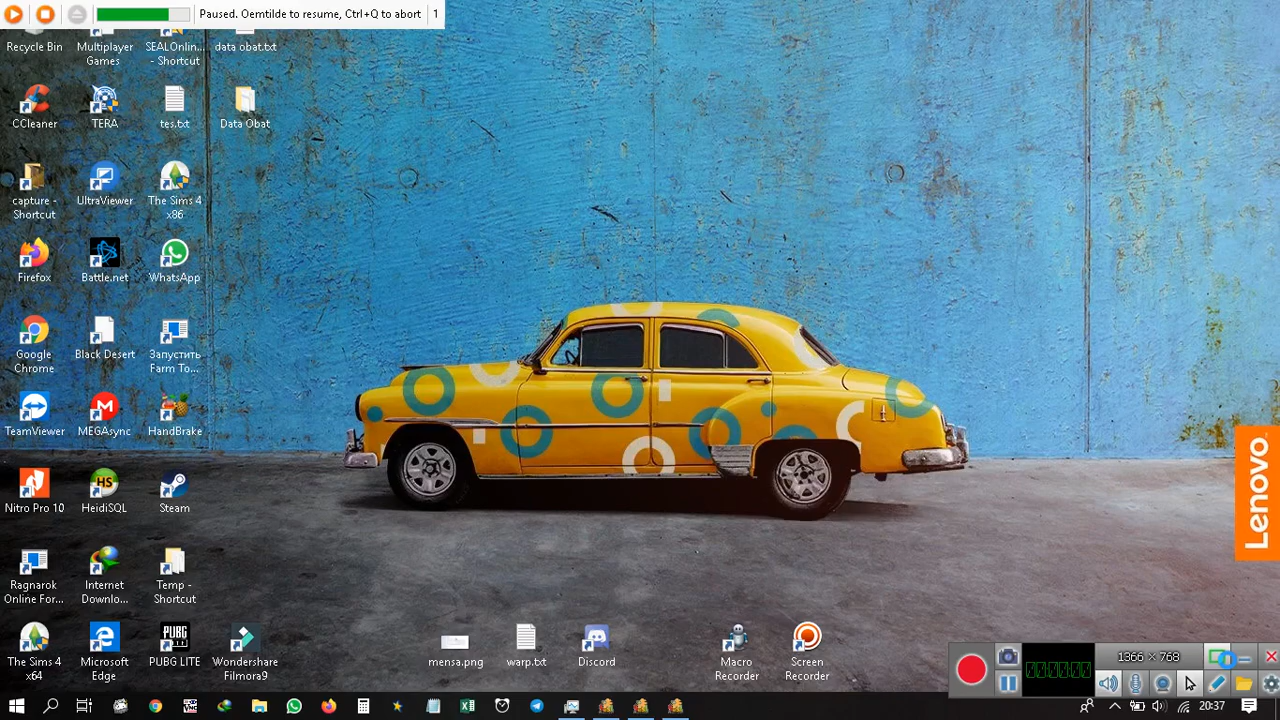 Paused. Oemtilde to resume, Ctrl+Q to abort
1
Recycle Bin
Multiplayer
Games
SEALOnlin...
- Shortcut
data obat.txt
CCleaner
TERA
tes.txt
Data Obat
capture -
Shortcut
UltraViewer
The Sims 4
x86
Firefox
Battle.net
WhatsApp
Google
Chrome
Black Desert
Запустить
Farm To...
TeamViewer
MEGAsync
HandBrake
Nitro Pro 10
HS
HeidiSQL
Steam
Ragnarok
Online For...
Internet
Downlo...
Temp -
Shortcut
The Sims 4
x64
Microsoft
Edge
PUBG
LITE
PUBG LITE
Wondershare
Filmora9
mensa.png
warp.txt
Discord
Macro
Recorder
Screen
Recorder
Lenovo
1366 × 768
20:37